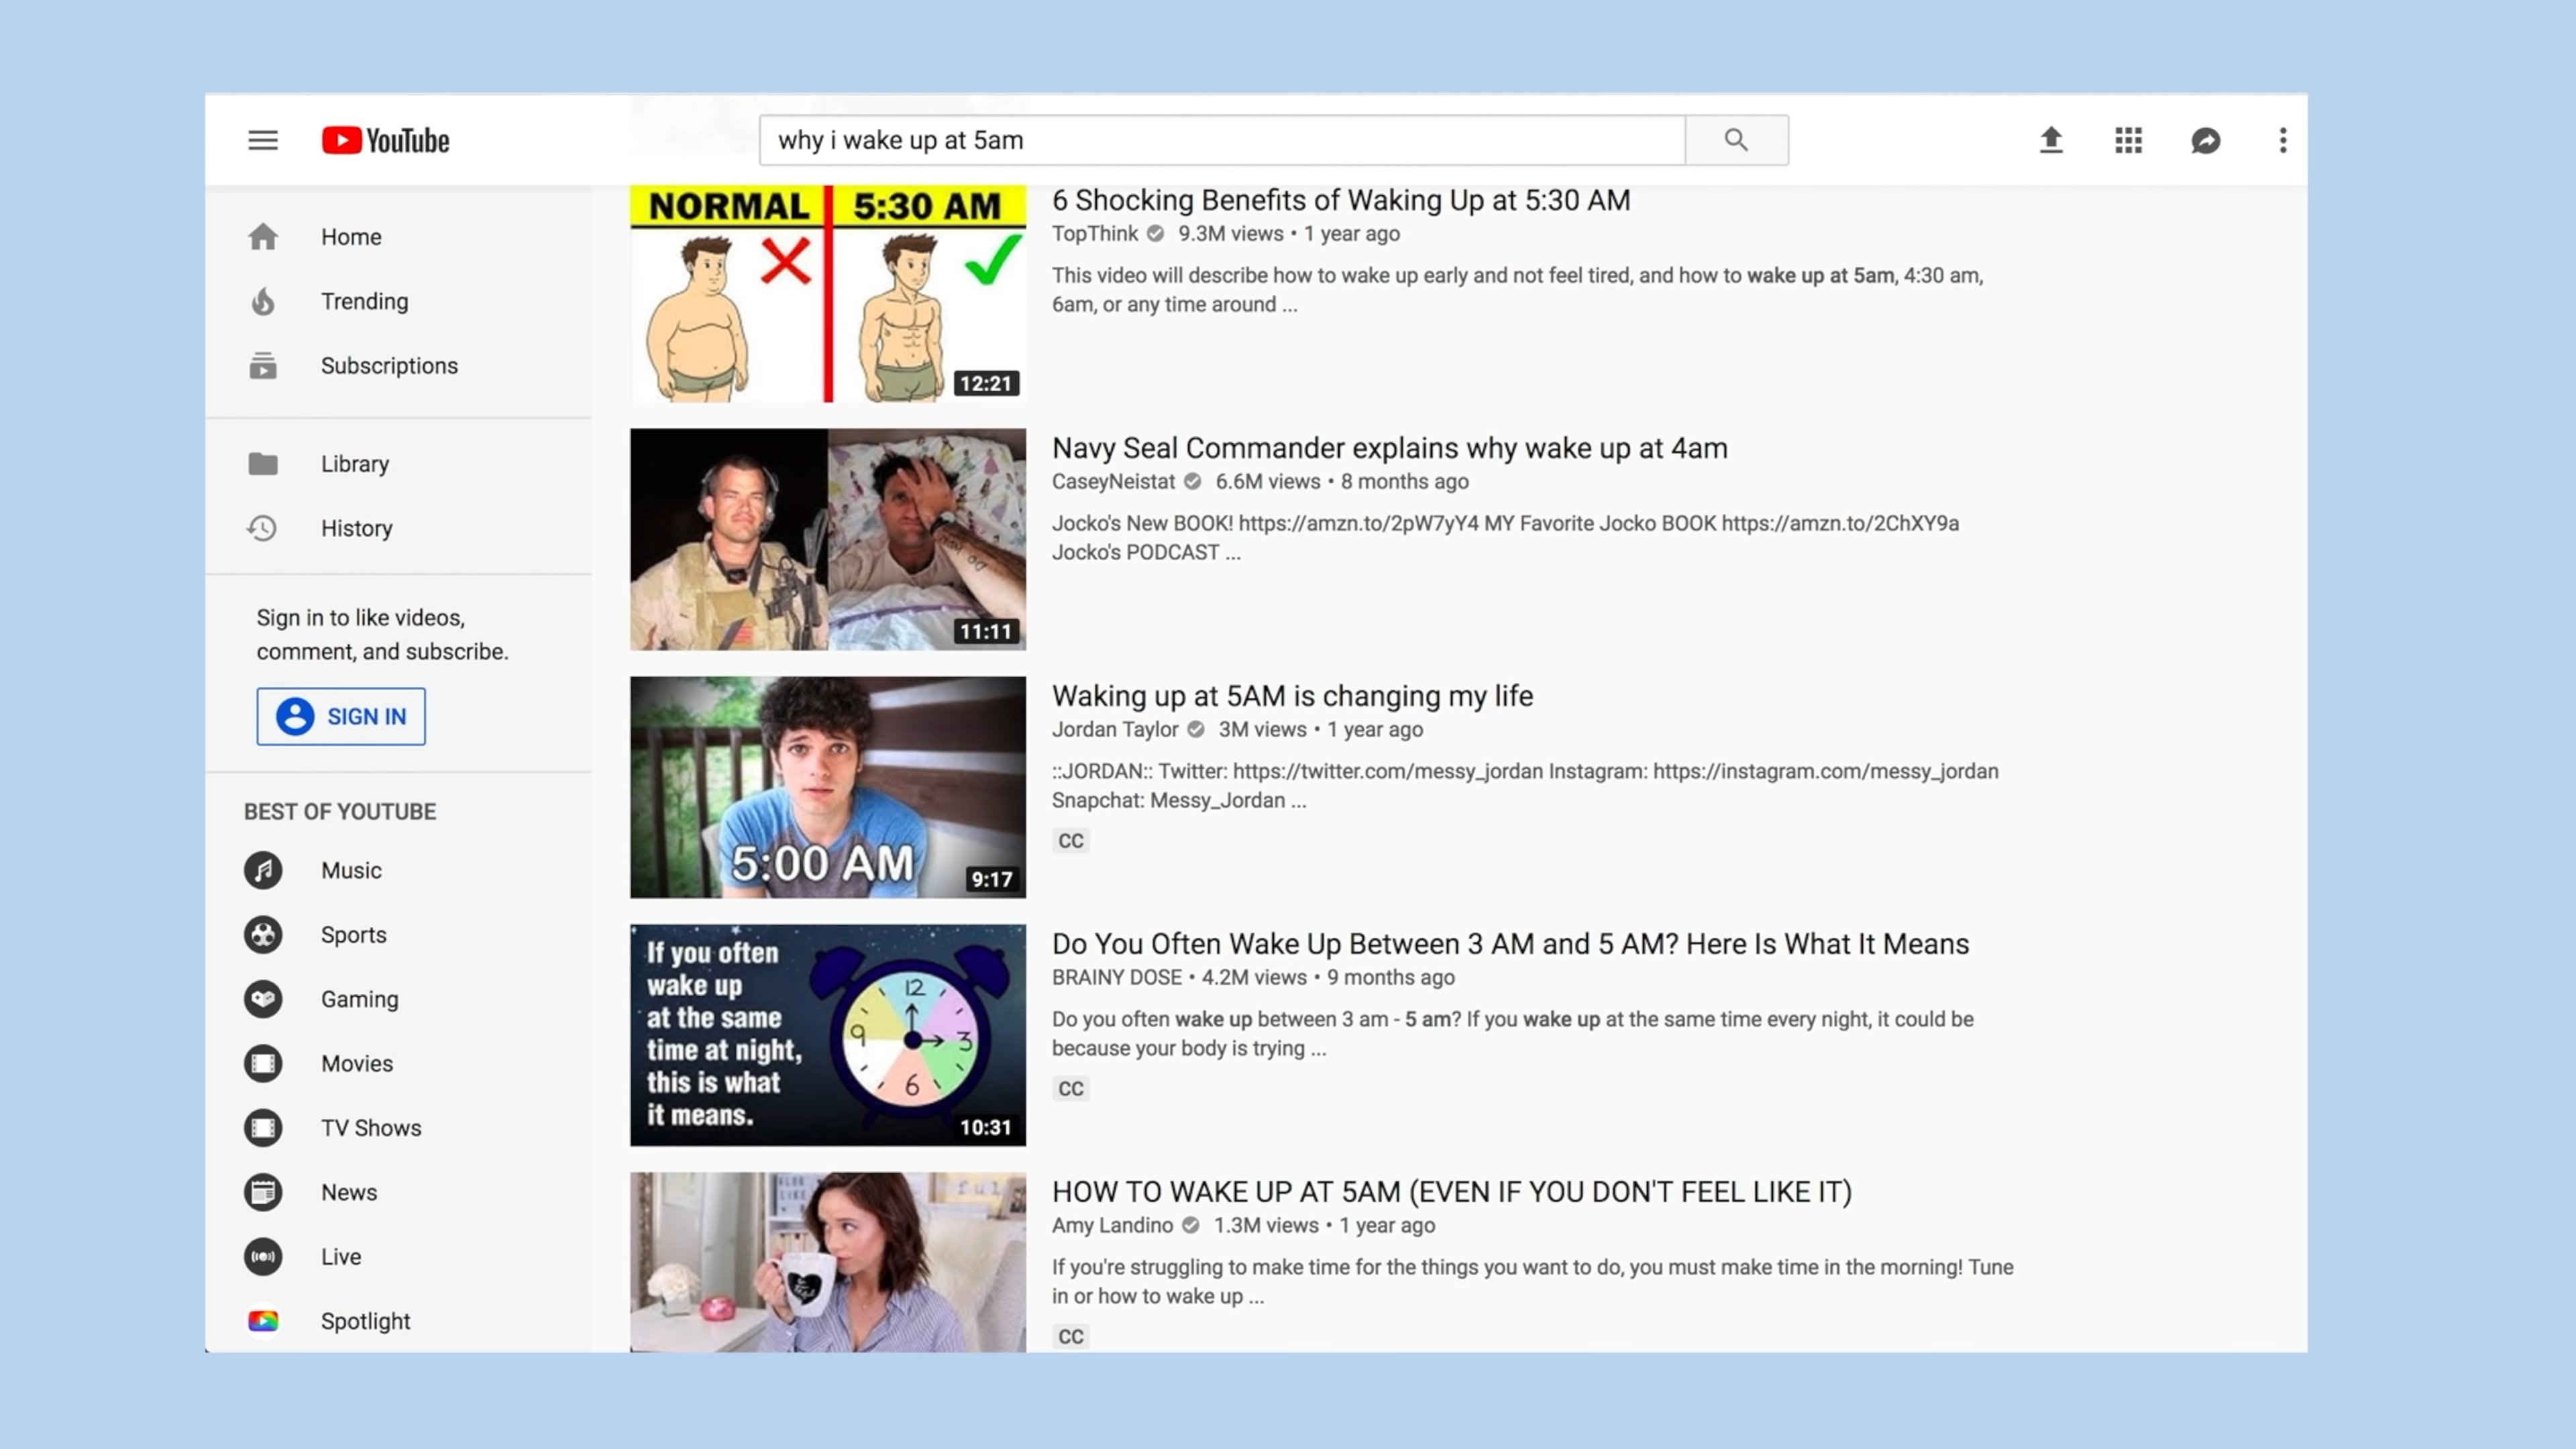 YouTube
why i wake up at 5am
Home
Trending
Subscriptions
Library
History
Sign in to like videos,
comment, and subscribe.
SIGN IN
BEST OF YOUTUBE
Music
Sports
Gaming
Movies
TV Shows
News
Live
Spotlight
NORMAL
5:30 AM
12:21
6 Shocking Benefits of Waking Up at 5:30 AM
TopThink 9.3M views • 1 year ago
This video will describe how to wake up early and not feel tired, and how to wake up at 5am, 4:30 am,
6am, or any time around ...
11:11
Navy Seal Commander explains why wake up at 4am
CaseyNeistat 6.6M views • 8 months ago
Jocko's New BOOK! https://amzn.to/2pW7yY4 MY Favorite Jocko BOOK https://amzn.to/2ChXY9a
Jocko's PODCAST ...
5:00 AM
9:17
Waking up at 5AM is changing my life
Jordan Taylor 3M views • 1 year ago
::JORDAN:: Twitter: https://twitter.com/messy_jordan Instagram: https://instagram.com/messy_jordan
Snapchat: Messy_Jordan ...
CC
If you often
wake up
at the same
time at night,
this is what
it means.
12
9
3
6
10:31
Do You Often Wake Up Between 3 AM and 5 AM? Here Is What It Means
BRAINY DOSE • 4.2M views • 9 months ago
Do you often wake up between 3 am - 5 am? If you wake up at the same time every night, it could be
because your body is trying ...
CC
HOW TO WAKE UP AT 5AM (EVEN IF YOU DON'T FEEL LIKE IT)
Amy Landino 1.3M views • 1 year ago
If you're struggling to make time for the things you want to do, you must make time in the morning! Tune
in or how to wake up ...
CC